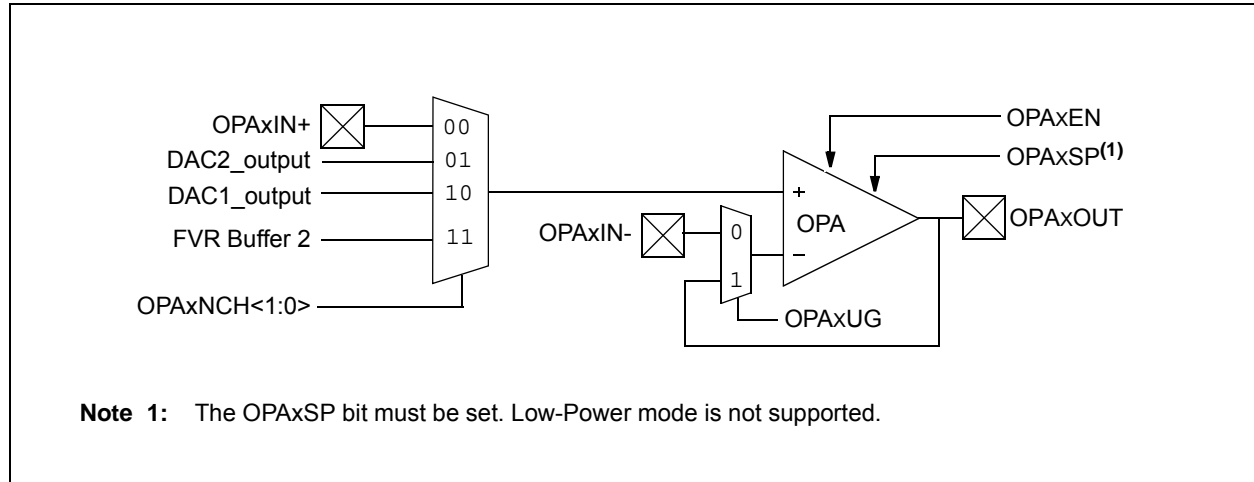 OPAxIN+
DAC2_output
DAC1_output
FVR Buffer 2
OPAxNCH<1:0>
00
01
10
11
OPAxIN-
0
1
OPAxUG
+
OPA
−
OPAxEN
OPAxSP(1)
OPAxOUT
Note 1: The OPAxSP bit must be set. Low-Power mode is not supported.